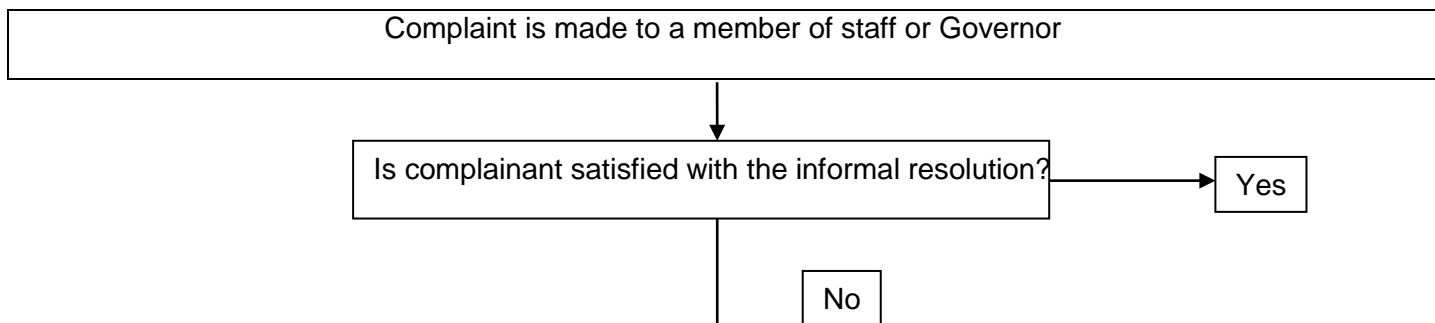 Complaint is made to a member of staff or Governor
Is complainant satisfied with the informal resolution?
Yes
No